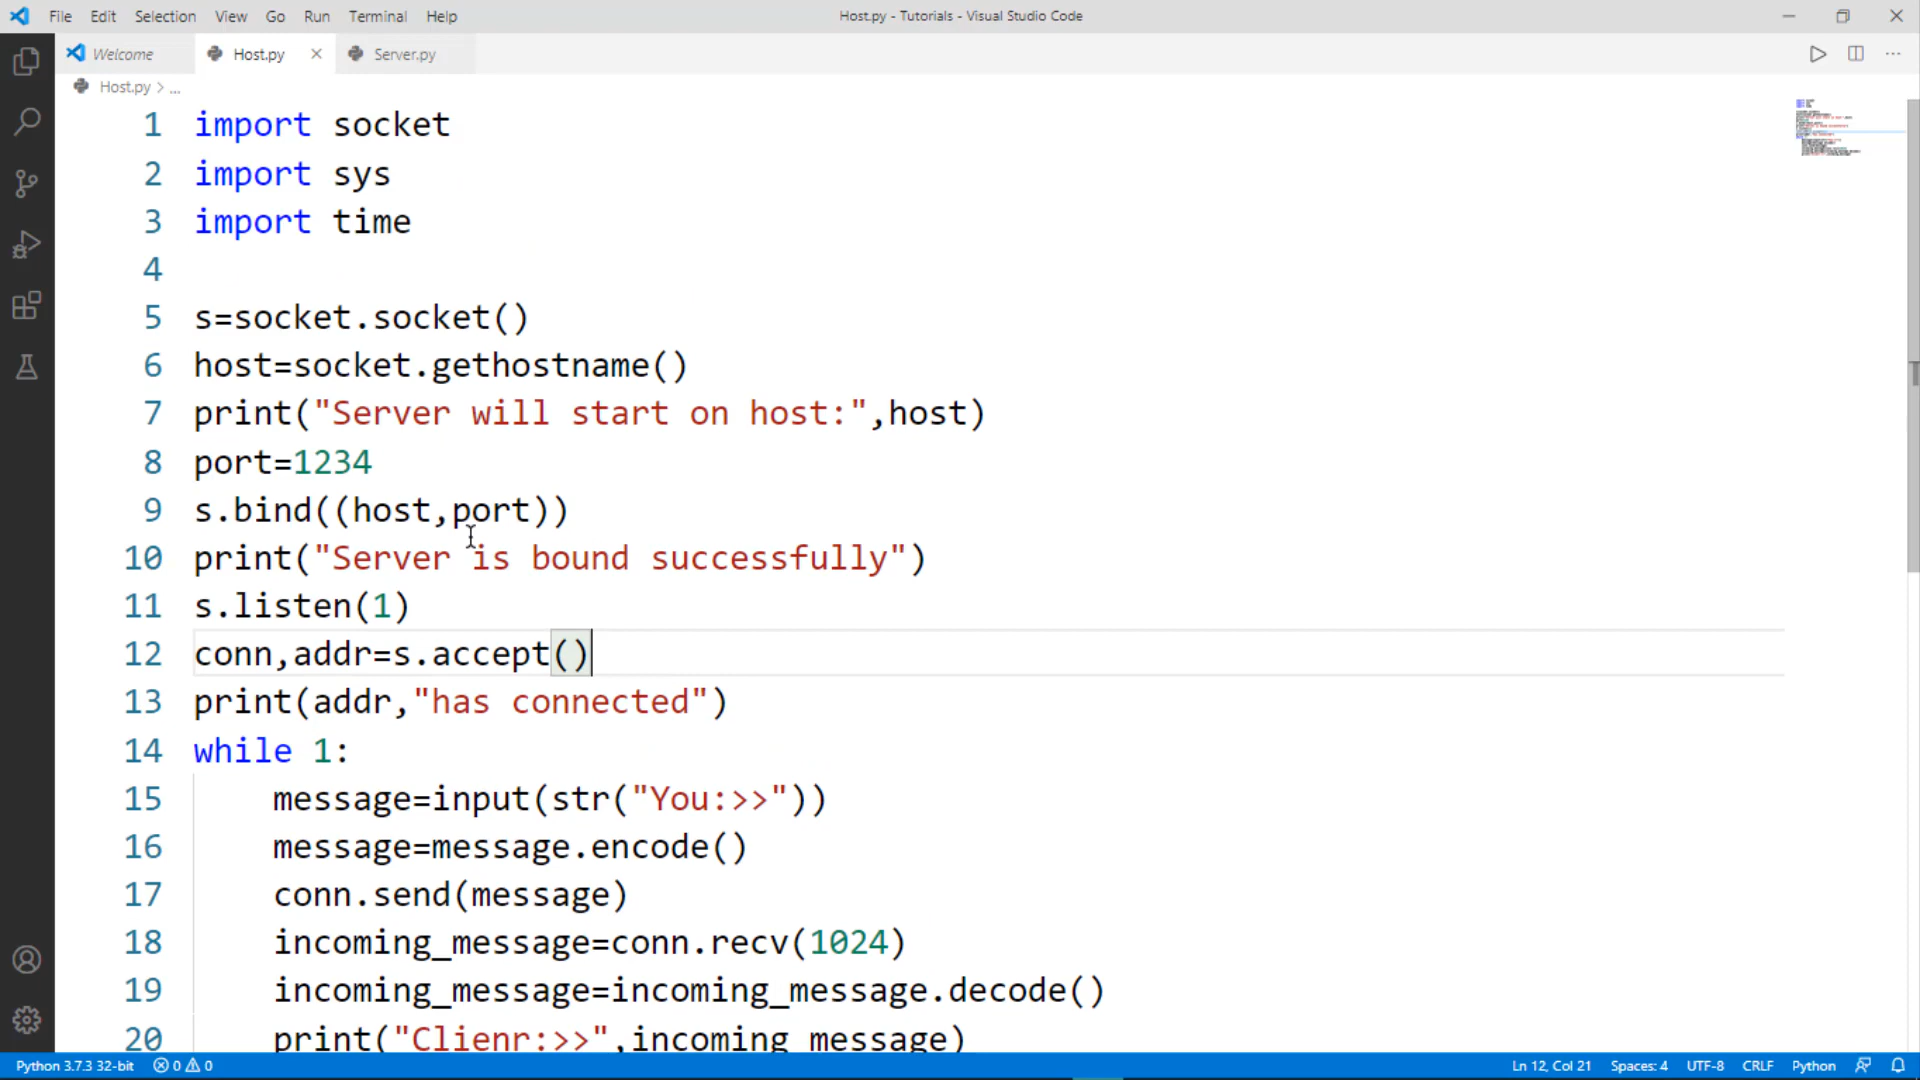 File Edit Selection View Go Run Terminal Help
Host.py - Tutorials - Visual Studio Code
Welcome Host.py Server.py
Host.py > ...
1 import socket
2 import sys
3 import time
4
5 s=socket.socket()
6 host=socket.gethostname()
7 print("Server will start on host:",host)
8 port=1234
9 s.bind((host,port))
10 print("Server is bound successfully")
11 s.listen(1)
12 conn,addr=s.accept()
13 print(addr,"has connected")
14 while 1:
15 message=input(str("You:>>"))
16 message=message.encode()
17 conn.send(message)
18 incoming_message=conn.recv(1024)
19 incoming_message=incoming_message.decode()
20 print("Clienr:>>",incoming_message)
Python 3.7.3 32-bit 0 0 Ln 12, Col 21 Spaces: 4 UTF-8 CRLF Python